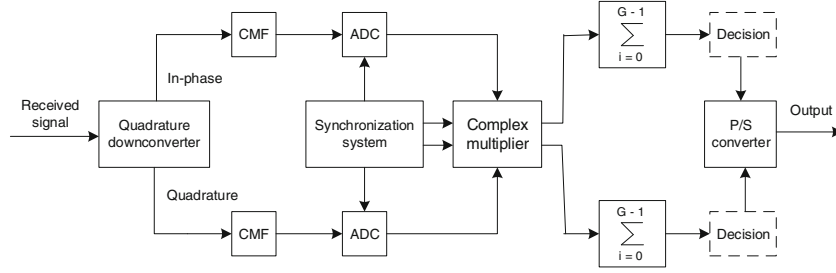 CMF
ADC
G - 1
∑
i = 0
Decision
In-phase
Received
signal
Quadrature
downconverter
Synchronization
system
Complex
multiplier
P/S
converter
Output
Quadrature
CMF
ADC
G - 1
∑
i = 0
Decision